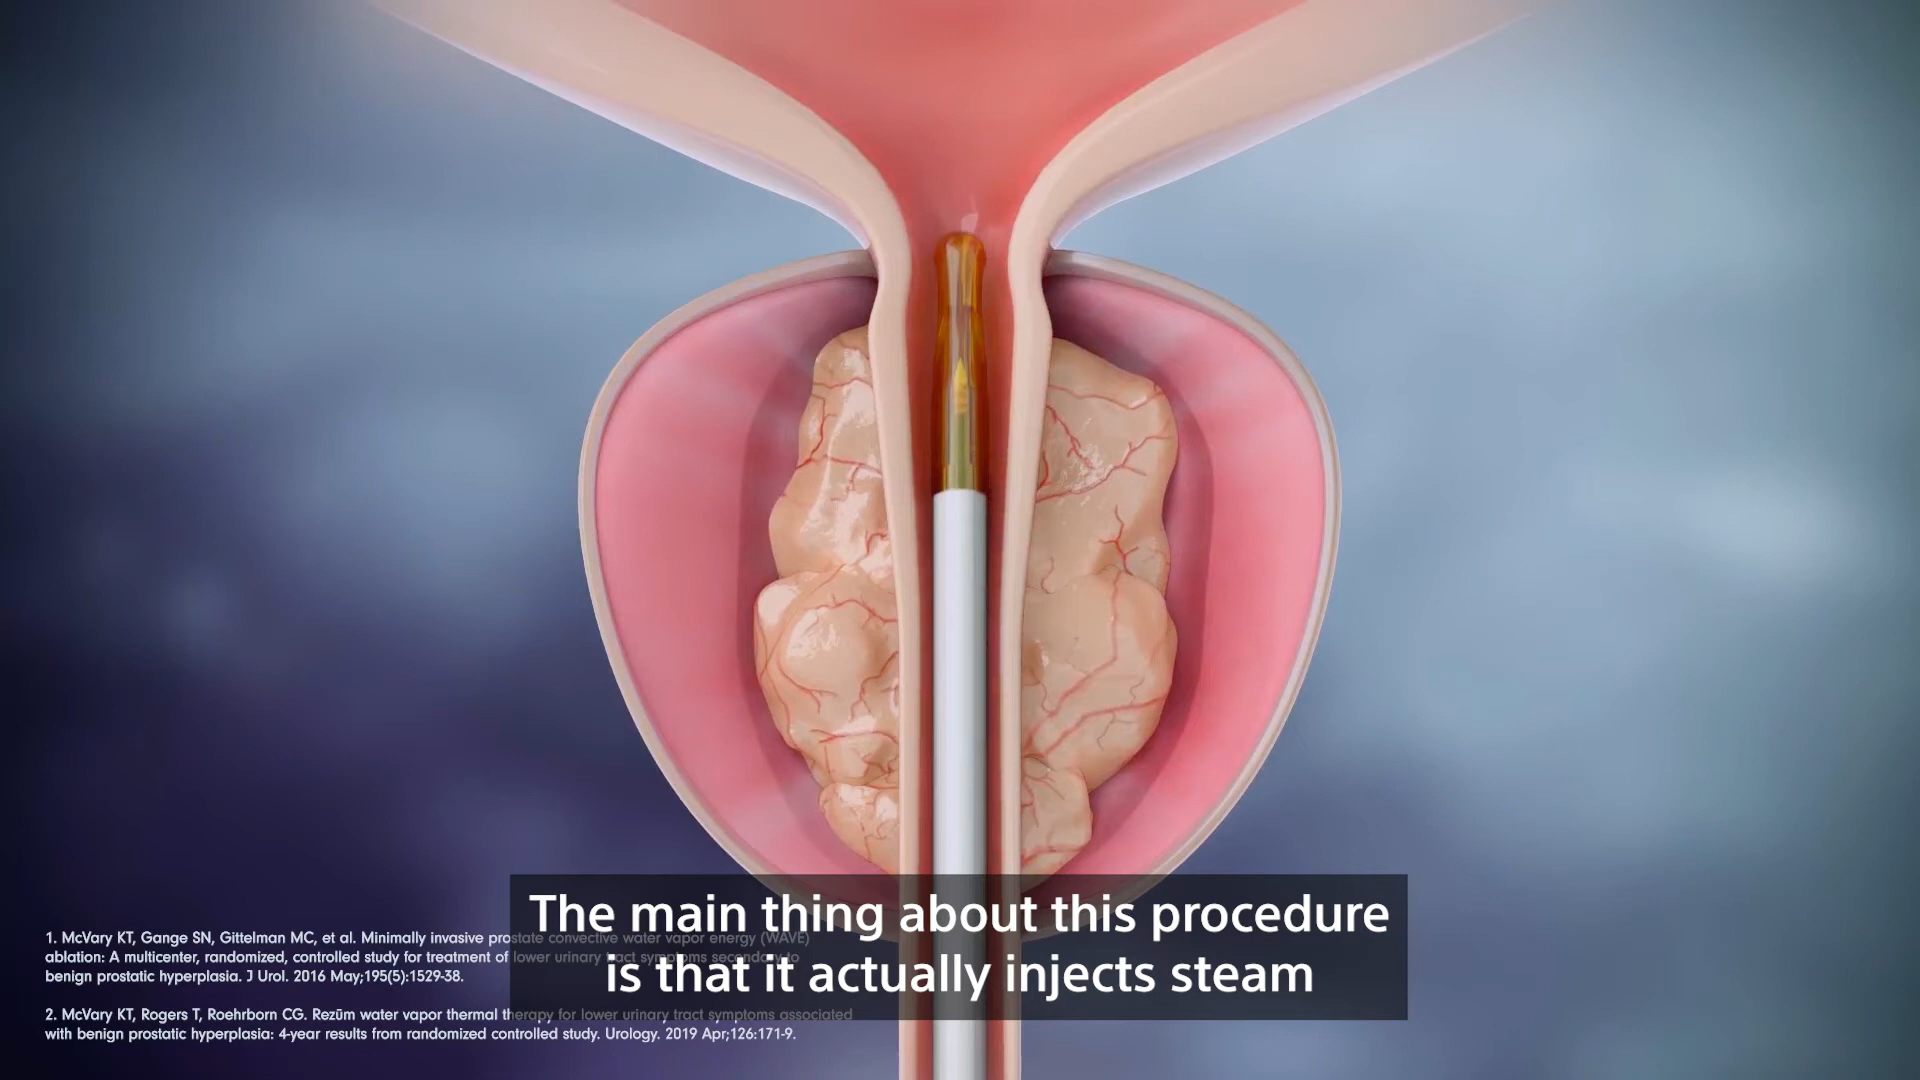 The main thing about this procedure
is that it actually injects steam
1. McVary KT, Gange SN, Gittelman MC, et al. Minimally invasive prostate convective water vapor energy (WAVE)
ablation: A multicenter, randomized, controlled study for treatment of lower urinary tract symptoms secondary to
benign prostatic hyperplasia. J Urol. 2016 May;195(5):1529-38.
2. McVary KT, Rogers T, Roehrborn CG. Rezūm water vapor thermal therapy for lower urinary tract symptoms associated
with benign prostatic hyperplasia: 4-year results from randomized controlled study. Urology. 2019 Apr;126:171-9.